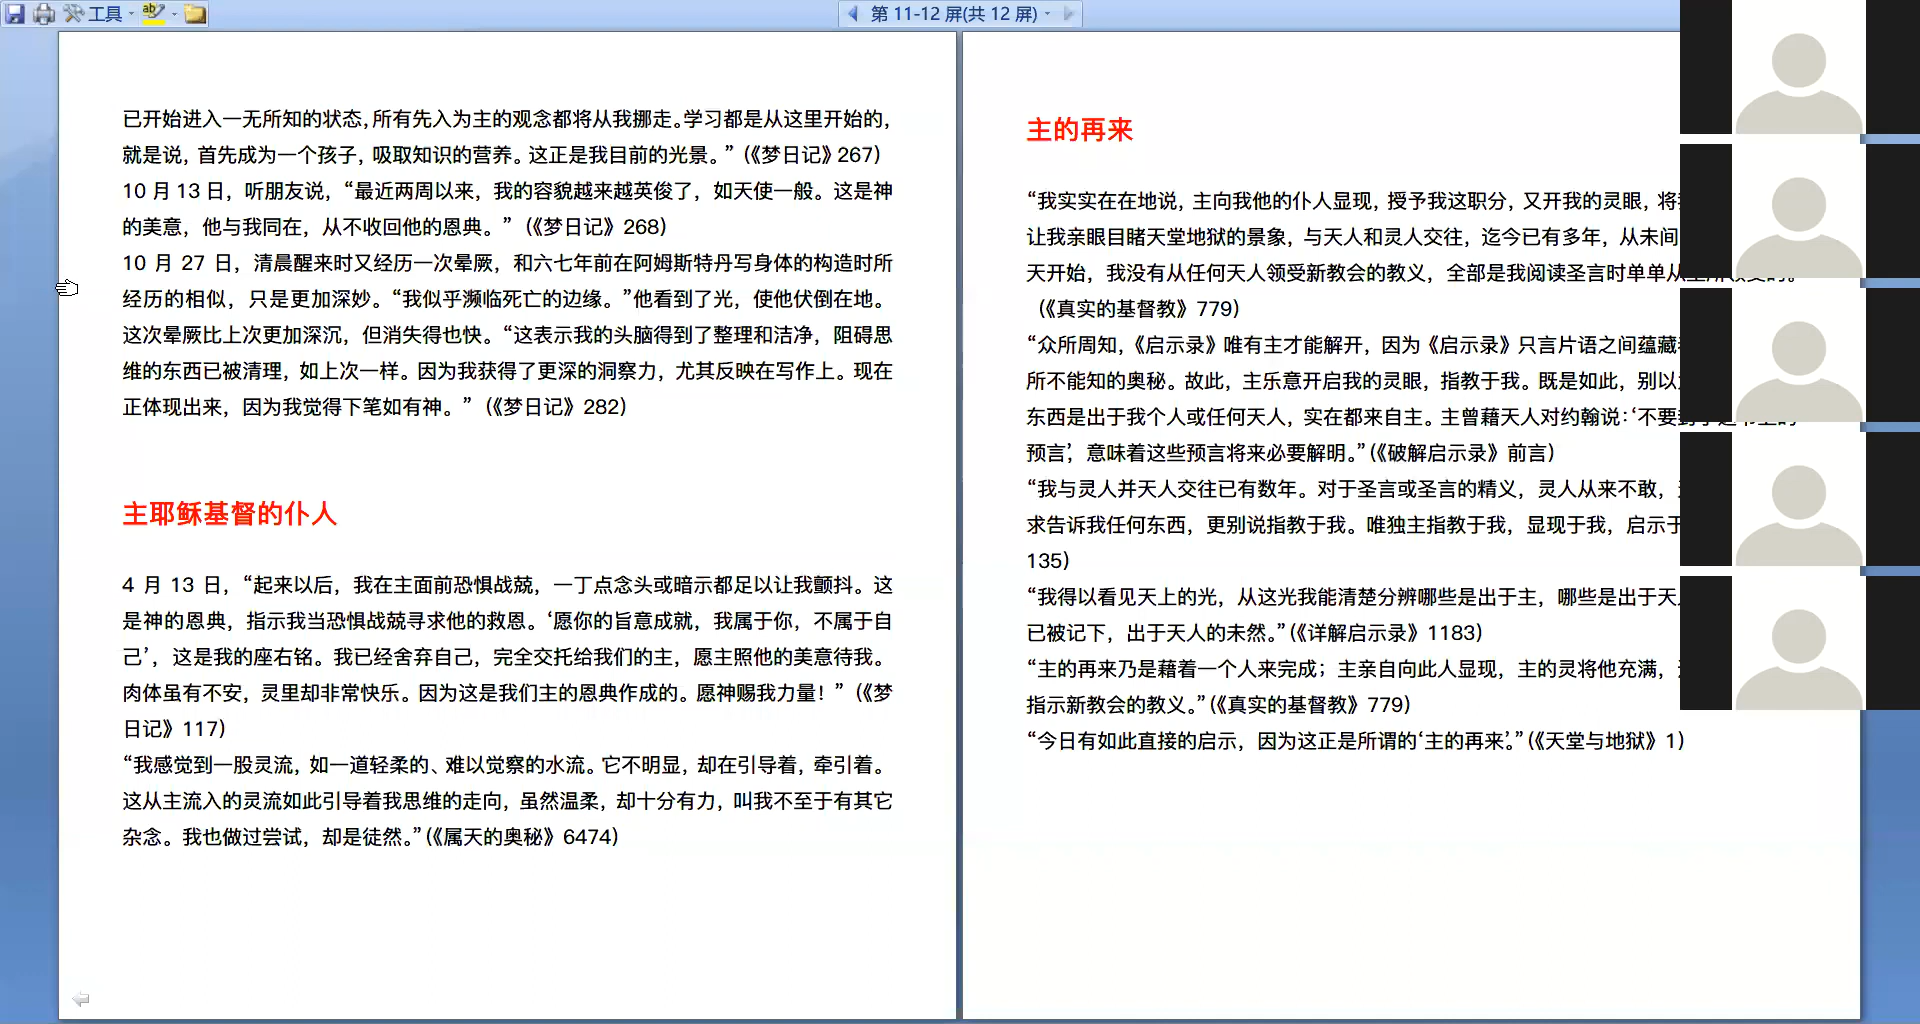 工具
第 11-12 屏(共 12 屏)
已开始进入一无所知的状态，所有先入为主的观念都将从我挪走。学习都是从这里开始的，
就是说，首先成为一个孩子，吸取知识的营养。这正是我目前的光景。”（《梦日记》267）
10 月 13 日，听朋友说，“最近两周以来，我的容貌越来越英俊了，如天使一般。这是神
的美意，他与我同在，从不收回他的恩典。”（《梦日记》268）
10 月 27 日，清晨醒来时又经历一次晕厥，和六七年前在阿姆斯特丹写身体的构造时所
经历的相似，只是更加深妙。“我似乎濒临死亡的边缘。”他看到了光，使他伏倒在地。
这次晕厥比上次更加深沉，但消失得也快。“这表示我的头脑得到了整理和洁净，阻碍思
维的东西已被清理，如上次一样。因为我获得了更深的洞察力，尤其反映在写作上。现在
正体现出来，因为我觉得下笔如有神。”（《梦日记》282）
主耶稣基督的仆人
4 月 13 日，“起来以后，我在主面前恐惧战兢，一丁点念头或暗示都足以让我颤抖。这
是神的恩典，指示我当恐惧战兢寻求他的救恩。‘愿你的旨意成就，我属于你，不属于自
己’，这是我的座右铭。我已经舍弃自己，完全交托给我们的主，愿主照他的美意待我。
肉体虽有不安，灵里却非常快乐。因为这是我们主的恩典作成的。愿神赐我力量！”（《梦
日记》117）
“我感觉到一股灵流，如一道轻柔的、难以觉察的水流。它不明显，却在引导着，牵引着。
这从主流入的灵流如此引导着我思维的走向，虽然温柔，却十分有力，叫我不至于有其它
杂念。我也做过尝试，却是徒然。”（《属天的奥秘》6474）
主的再来
“我实实在在地说，主向我他的仆人显现，授予我这职分，又开我的灵眼，将
让我亲眼目睹天堂地狱的景象，与天人和灵人交往，迄今已有多年，从未间
天开始，我没有从任何天人领受新教会的教义，全部是我阅读圣言时单单从
（《真实的基督教》779）
“众所周知，《启示录》唯有主才能解开，因为《启示录》只言片语之间蕴藏
所不能知的奥秘。故此，主乐意开启我的灵眼，指教于我。既是如此，别以
东西是出于我个人或任何天人，实在都来自主。主曾藉天人对约翰说：‘不要
预言’，意味着这些预言将来必要解明。”（《破解启示录》前言）
“我与灵人并天人交往已有数年。对于圣言或圣言的精义，灵人从来不敢，
求告诉我任何东西，更别说指教于我。唯独主指教于我，显现于我，启示于
135）
“我得以看见天上的光，从这光我能清楚分辨哪些是出于主，哪些是出于天
已被记下，出于天人的未然。”（《详解启示录》1183）
“主的再来乃是藉着一个人来完成；主亲自向此人显现，主的灵将他充满，
指示新教会的教义。”（《真实的基督教》779）
“今日有如此直接的启示，因为这正是所谓的‘主的再来’。”（《天堂与地狱》1）